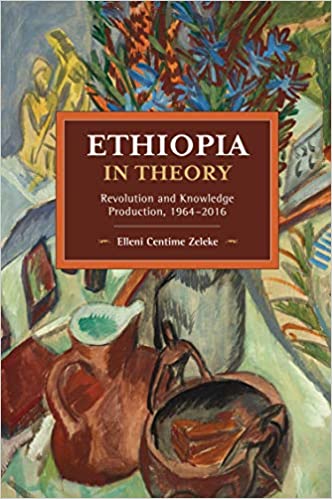 ETHIOPIA
IN THEORY
Revolution and Knowledge
Production, 1964–2016
Elleni Centime Zeleke